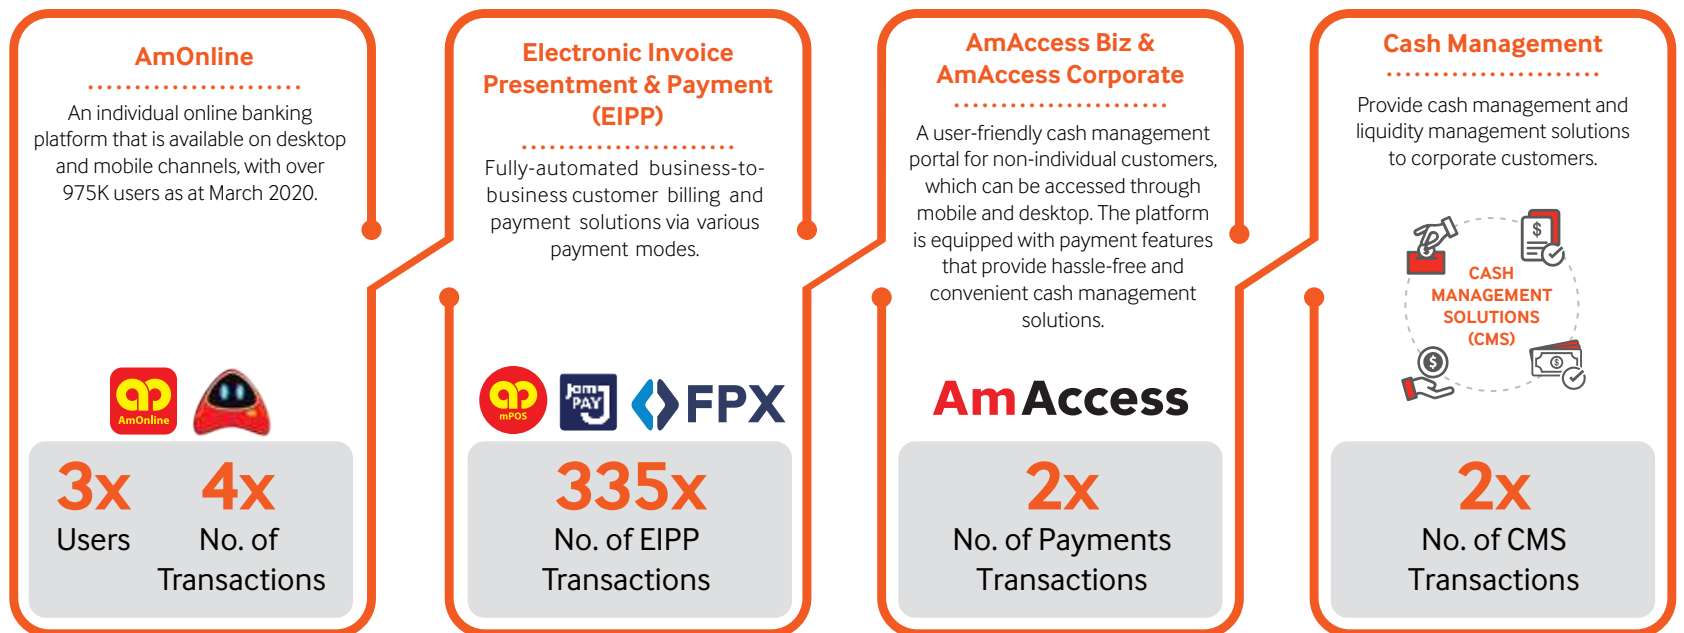 AmOnline
An individual online banking
platform that is available on desktop
and mobile channels, with over
975K users as at March 2020.
AmOnline
3x
Users
4x
No. of
Transactions
Electronic Invoice
Presentment & Payment
(EIPP)
Fully-automated business-to-
business customer billing and
payment solutions via various
payment modes.
mPOS
Jam
PAY
FPX
335x
No. of EIPP
Transactions
AmAccess Biz &
AmAccess Corporate
A user-friendly cash management
portal for non-individual customers,
which can be accessed through
mobile and desktop. The platform
is equipped with payment features
that provide hassle-free and
convenient cash management
solutions.
AmAccess
2x
No. of Payments
Transactions
Cash Management
Provide cash management and
liquidity management solutions
to corporate customers.
$
CASH
MANAGEMENT
SOLUTIONS
(CMS)
$
$
2x
No. of CMS
Transactions